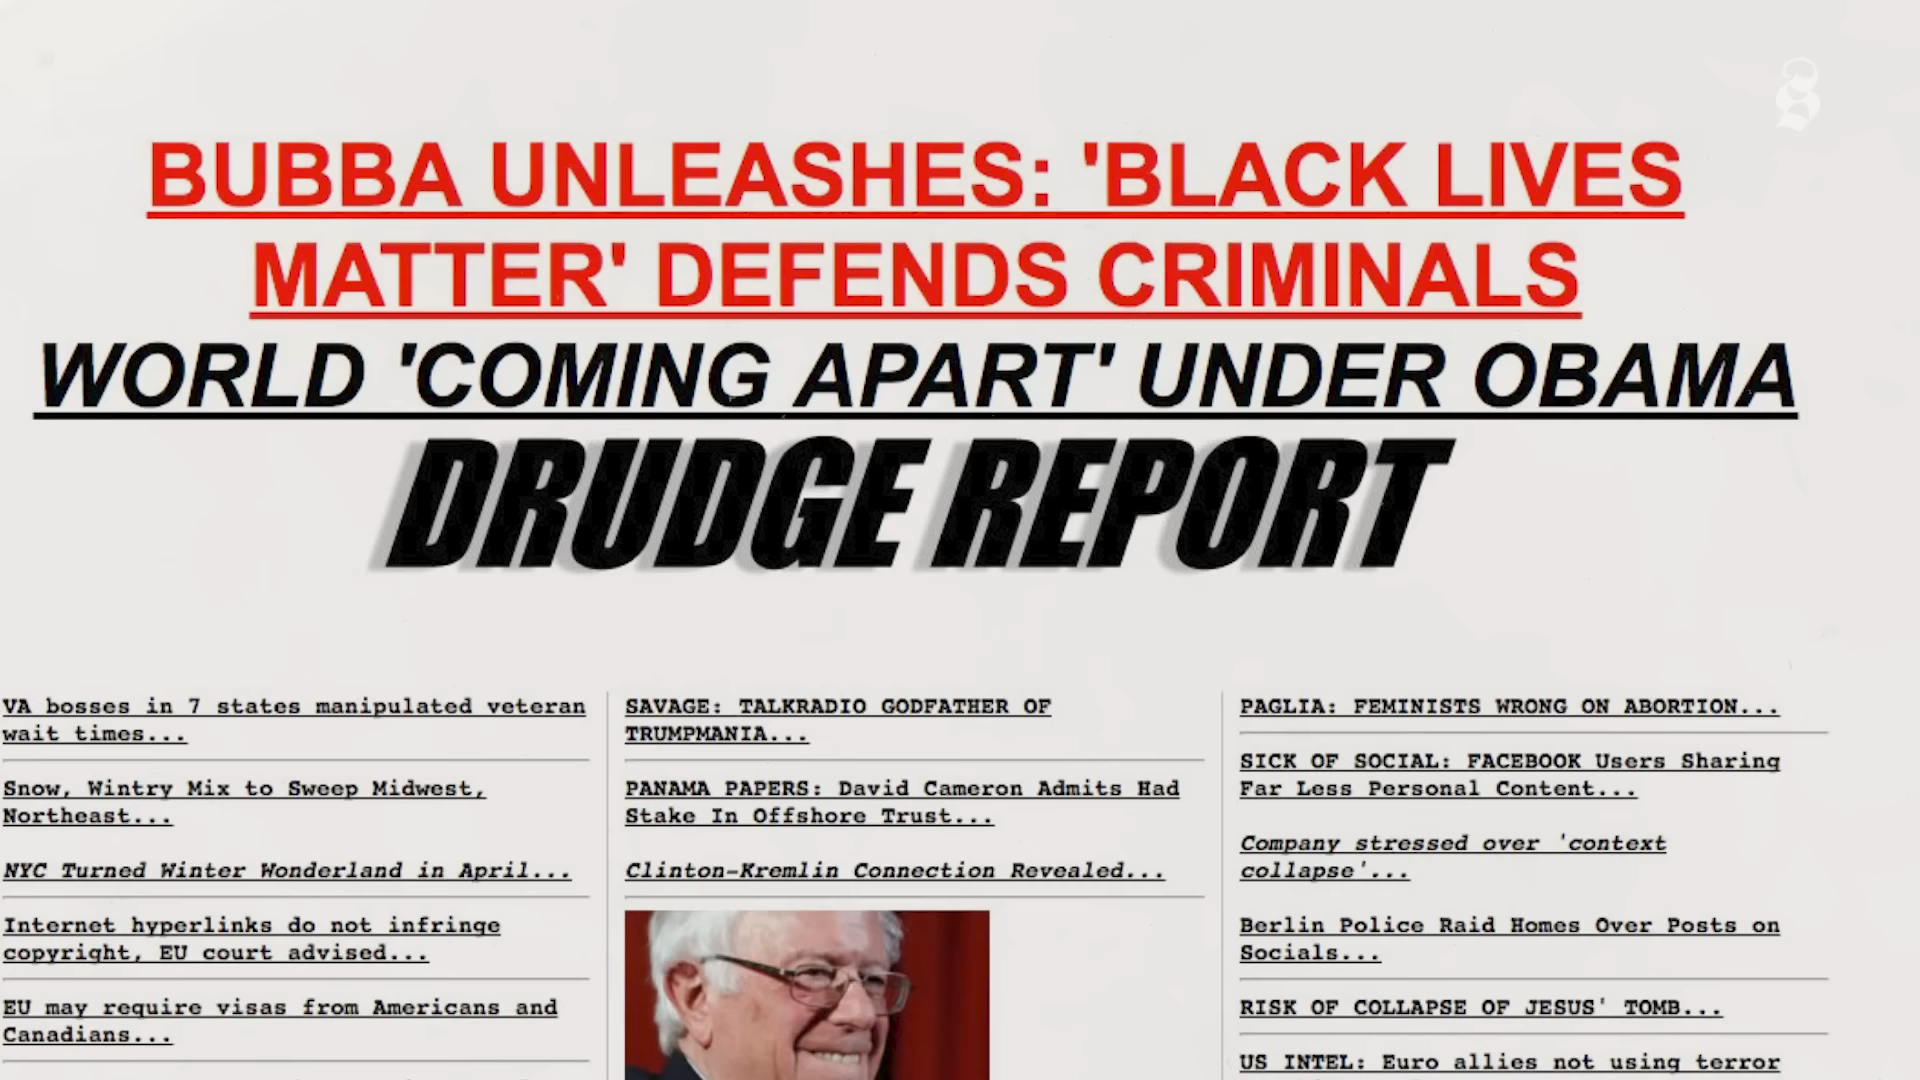 BUBBA UNLEASHES: 'BLACK LIVES
MATTER' DEFENDS CRIMINALS
WORLD 'COMING APART' UNDER OBAMA
DRUDGE REPORT
VA bosses in 7 states manipulated veteran
wait times...
Snow, Wintry Mix to Sweep Midwest,
Northeast...
NYC Turned Winter Wonderland in April...
Internet hyperlinks do not infringe
copyright, EU court advised...
EU may require visas from Americans and
Canadians...
SAVAGE: TALKRADIO GODFATHER OF
TRUMPMANIA...
PANAMA PAPERS: David Cameron Admits Had
Stake In Offshore Trust...
Clinton-Kremlin Connection Revealed...
PAGLIA: FEMINISTS WRONG ON ABORTION...
SICK OF SOCIAL: FACEBOOK Users Sharing
Far Less Personal Content...
Company stressed over 'context
collapse'...
Berlin Police Raid Homes Over Posts on
Socials...
RISK OF COLLAPSE OF JESUS' TOMB...
US INTEL: Euro allies not using terror